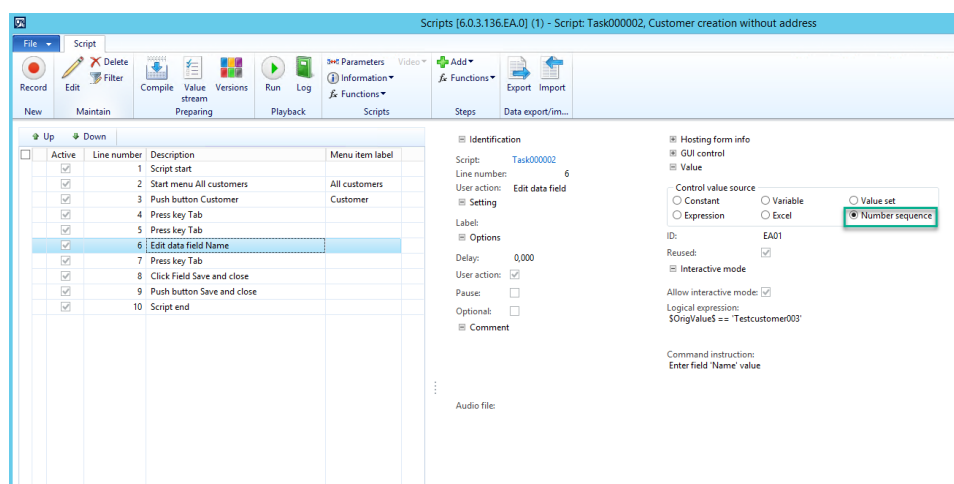 Scripts [6.0.3.136.EA.0] (1) - Script: Task000002, Customer creation without address
File Script
Record Edit Delete Filter Compile Value stream Versions Run Log Parameters Information Functions Video Add Functions Export Import
New Maintain Preparing Playback Scripts Steps Data export/im...
Up Down
Active Line number Description Menu item label
1 Script start
2 Start menu All customers All customers
3 Push button Customer Customer
4 Press key Tab
5 Press key Tab
6 Edit data field Name
7 Press key Tab
8 Click Field Save and close
9 Push button Save and close
10 Script end
Identification
Script: Task000002
Line number: 6
User action: Edit data field
Setting
Label:
Options
Delay: 0,000
User action:
Pause:
Optional:
Comment
Audio file:
Hosting form info
GUI control
Value
Control value source
Constant Variable Value set
Expression Excel Number sequence
ID: EA01
Reused:
Interactive mode
Allow interactive mode:
Logical expression:
$OrigValue$ == 'Testcustomer003'
Command instruction:
Enter field 'Name' value